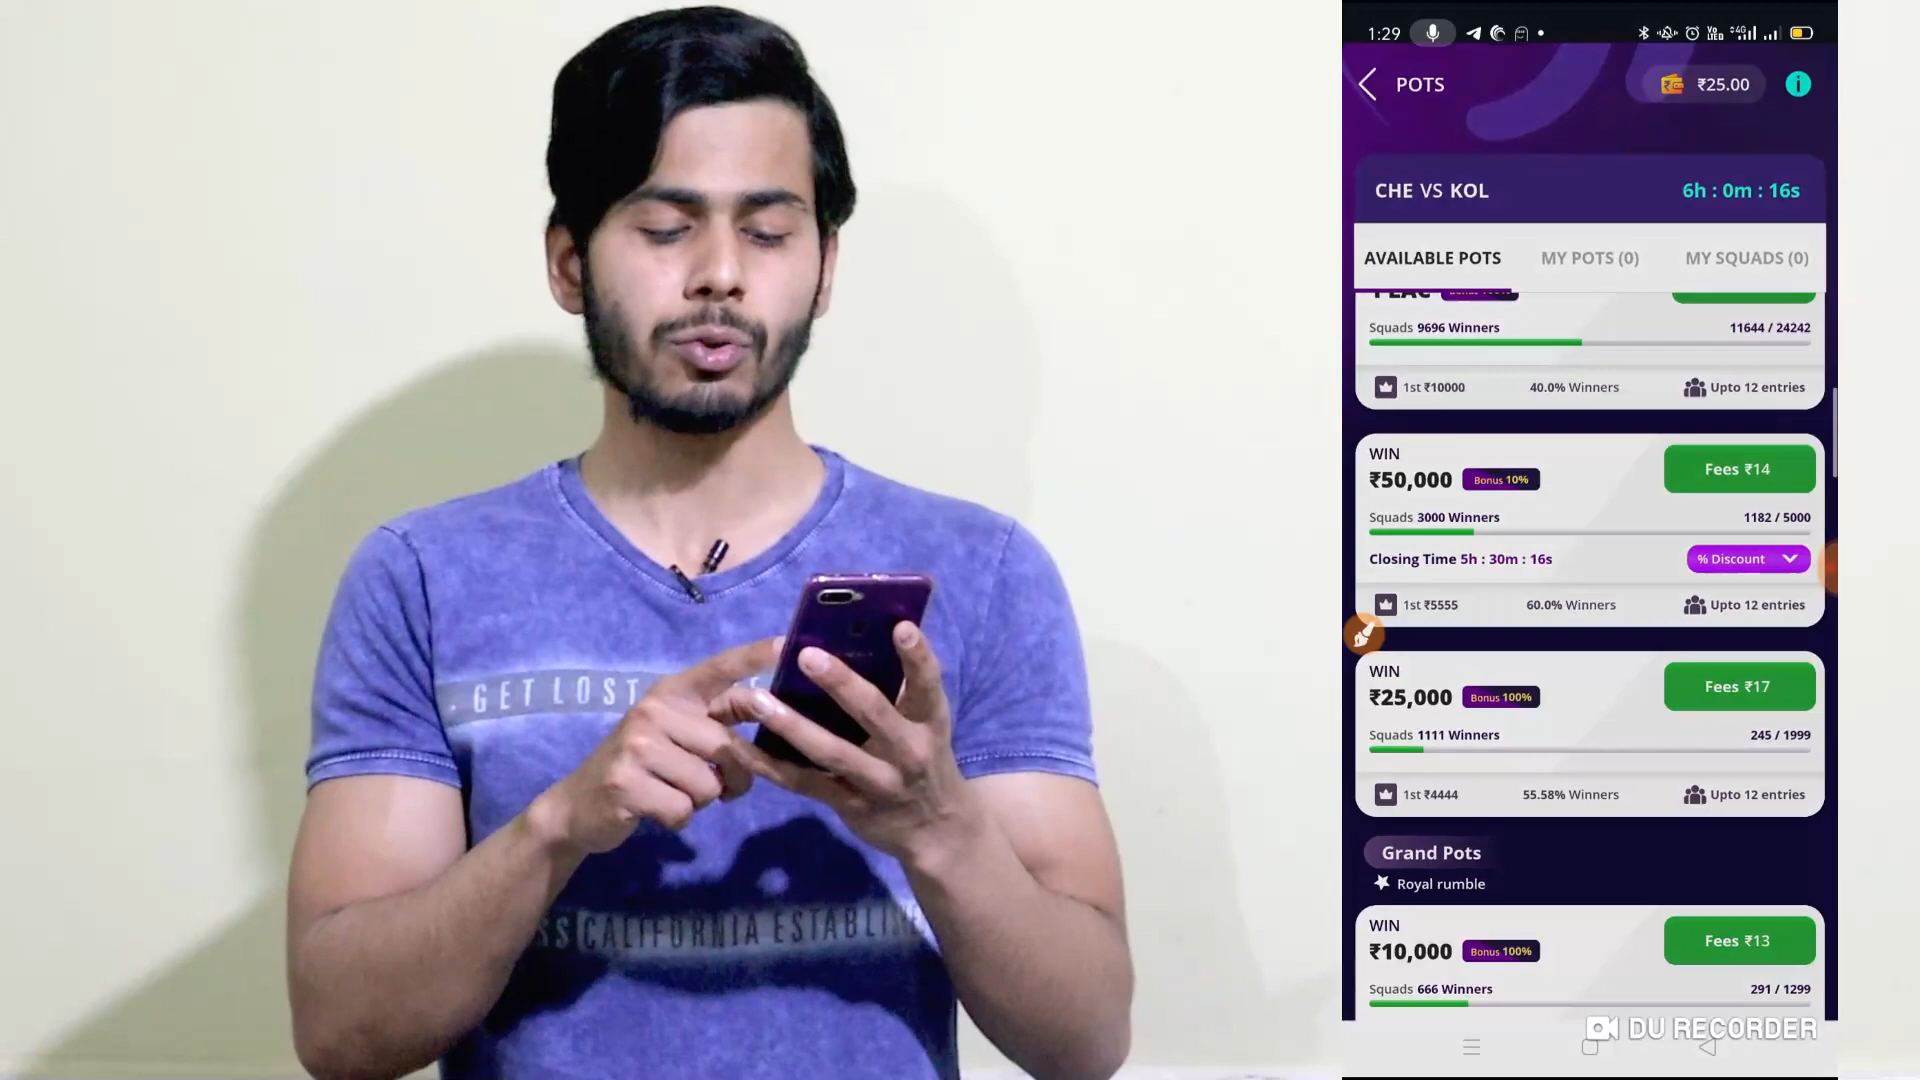 1:29
POTS
₹25.00
CHE VS KOL
6h : 0m : 16s
AVAILABLE POTS
MY POTS (0)
MY SQUADS (0)
Squads 9696 Winners
11644 / 24242
1st ₹10000
40.0% Winners
Upto 12 entries
WIN
₹50,000
Bonus 10%
Fees ₹14
Squads 3000 Winners
1182 / 5000
Closing Time 5h : 30m : 16s
% Discount
1st ₹5555
60.0% Winners
Upto 12 entries
WIN
₹25,000
Bonus 100%
Fees ₹17
Squads 1111 Winners
245 / 1999
1st ₹4444
55.58% Winners
Upto 12 entries
Grand Pots
Royal rumble
WIN
₹10,000
Bonus 100%
Fees ₹13
Squads 666 Winners
291 / 1299
DU RECORDER
GET LOST
CALIFORNIA